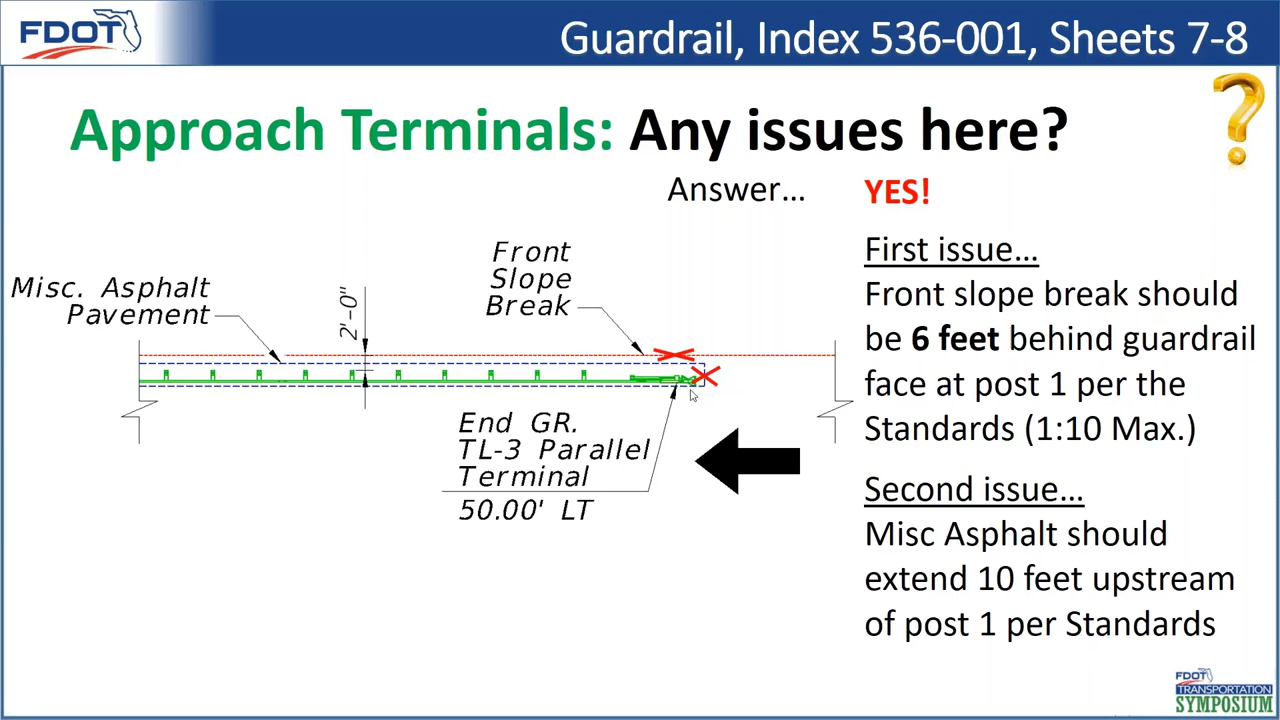 FDOT
Guardrail, Index 536-001, Sheets 7-8
Approach Terminals: Any issues here?
Answer… YES!
Misc. Asphalt
Pavement
2'-0"
Front
Slope
Break
End GR.
TL-3 Parallel
Terminal
50.00' LT
First issue…
Front slope break should
be 6 feet behind guardrail
face at post 1 per the
Standards (1:10 Max.)
Second issue…
Misc Asphalt should
extend 10 feet upstream
of post 1 per Standards
FDOT
TRANSPORTATION
SYMPOSIUM